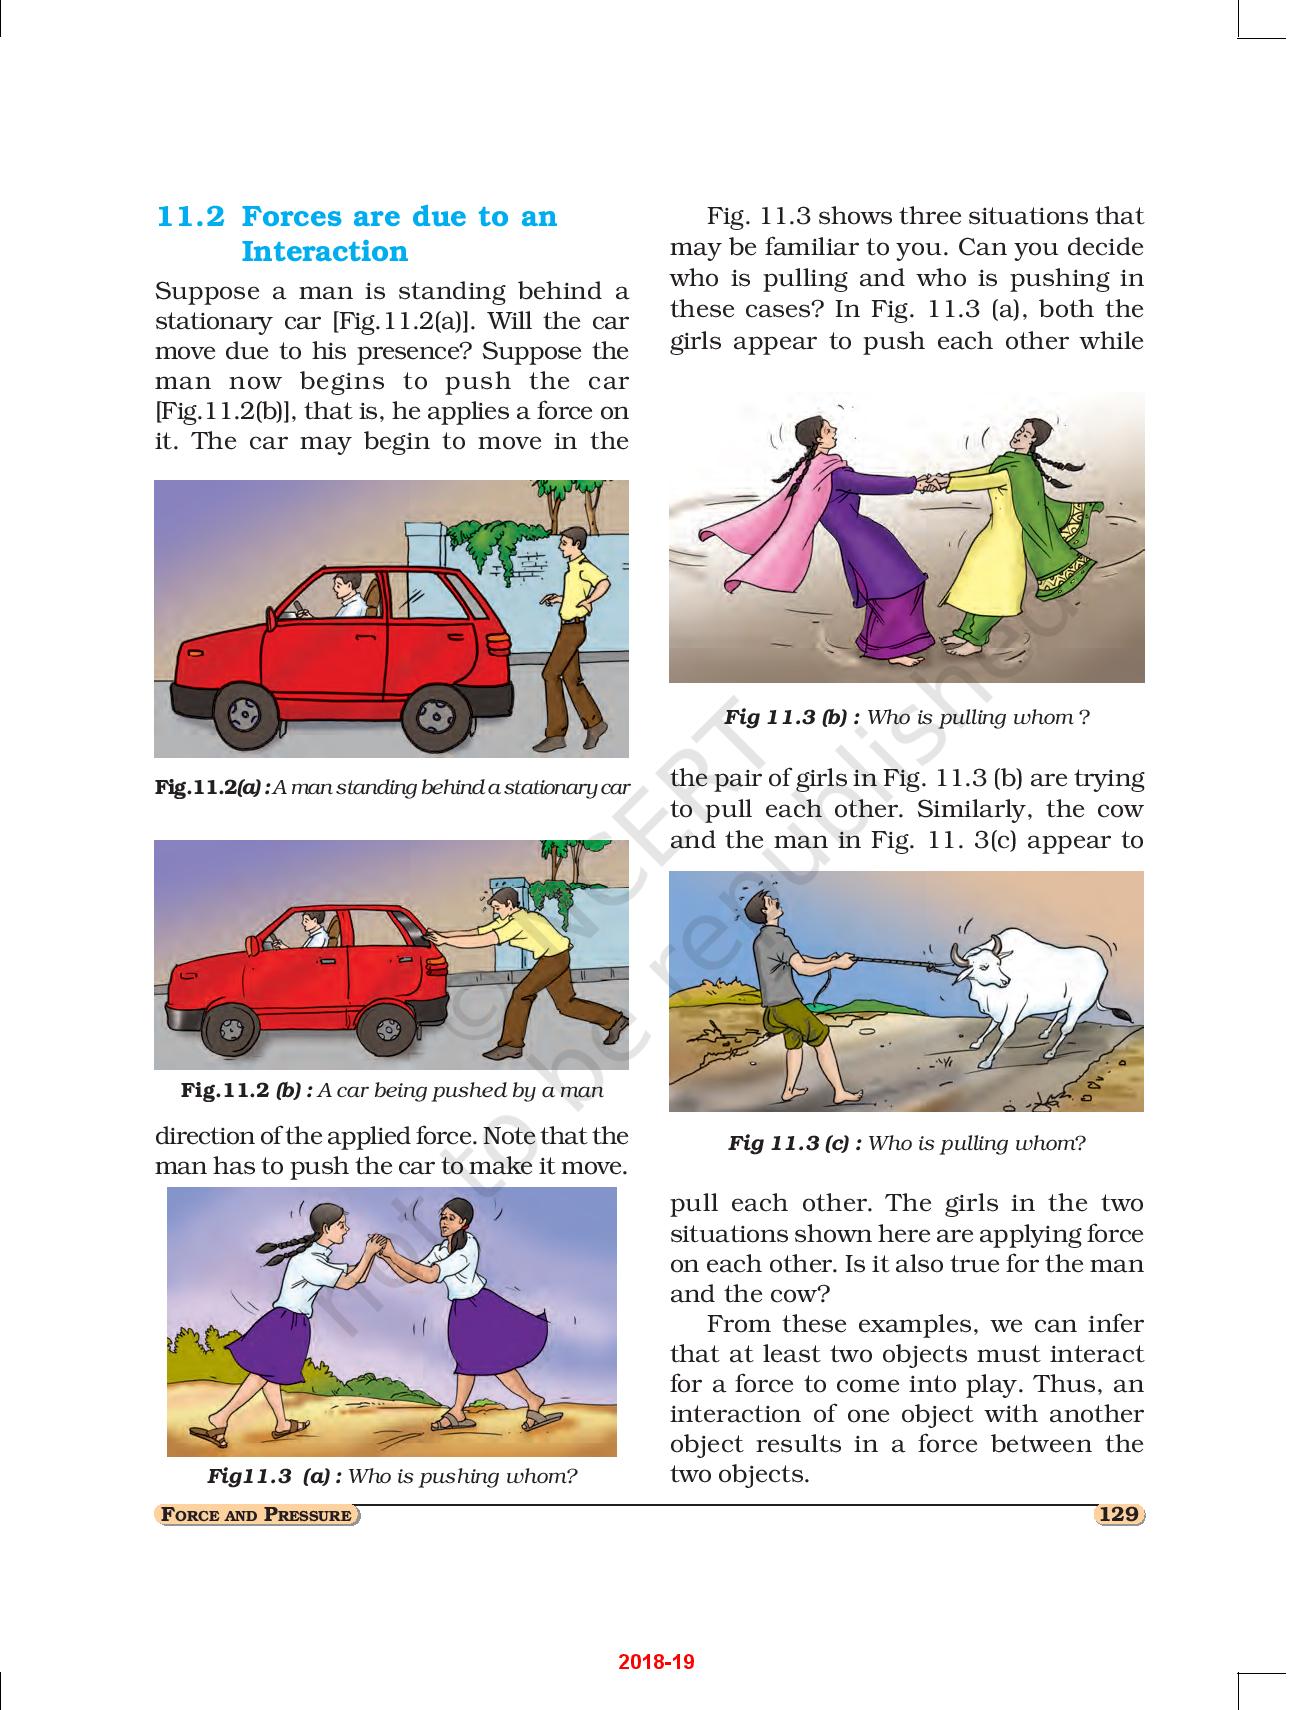 11.2 Forces are due to an
Interaction
Suppose a man is standing behind a
stationary car [Fig.11.2(a)]. Will the car
move due to his presence? Suppose the
man now begins to push the car
[Fig.11.2(b)], that is, he applies a force on
it. The car may begin to move in the
Fig.11.2(a) : A man standing behind a stationary car
Fig.11.2 (b) : A car being pushed by a man
direction of the applied force. Note that the
man has to push the car to make it move.
Fig11.3 (a) : Who is pushing whom?
Fig. 11.3 shows three situations that
may be familiar to you. Can you decide
who is pulling and who is pushing in
these cases? In Fig. 11.3 (a), both the
girls appear to push each other while
Fig 11.3 (b) : Who is pulling whom ?
the pair of girls in Fig. 11.3 (b) are trying
to pull each other. Similarly, the cow
and the man in Fig. 11. 3(c) appear to
Fig 11.3 (c) : Who is pulling whom?
pull each other. The girls in the two
situations shown here are applying force
on each other. Is it also true for the man
and the cow?
From these examples, we can infer
that at least two objects must interact
for a force to come into play. Thus, an
interaction of one object with another
object results in a force between the
two objects.
© NCERT
not to be republished
FORCE AND PRESSURE
129
2018-19